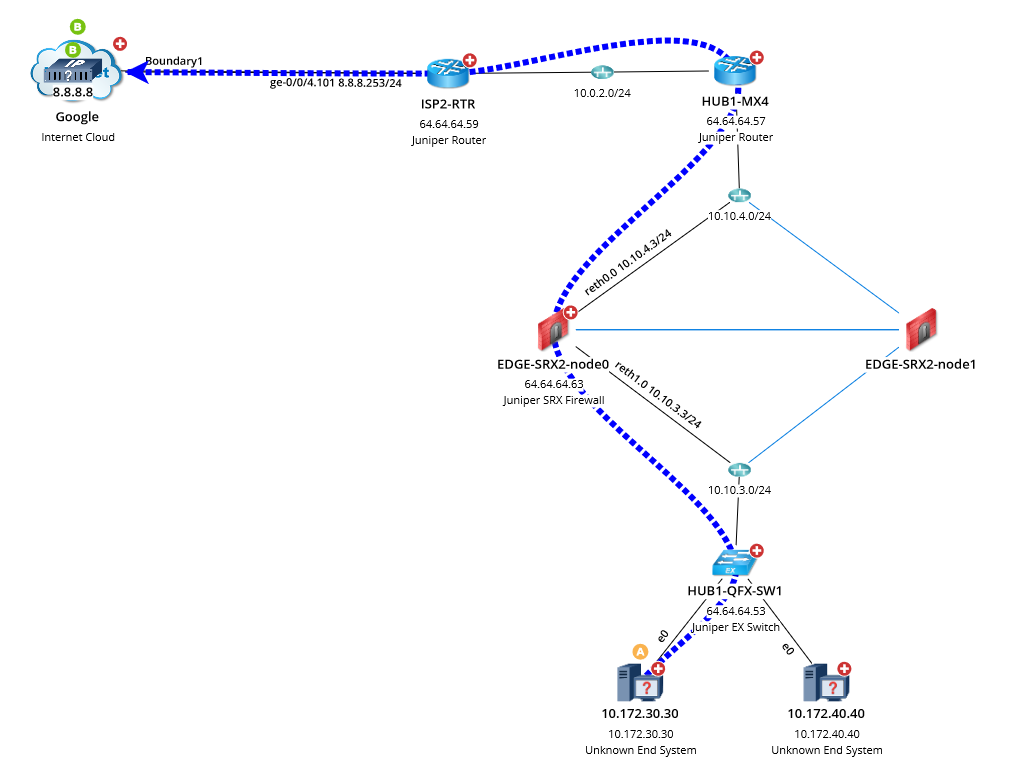 B
B
IP
?
et
8.8.8.8
Google
Internet Cloud
Boundary1
ge-0/0/4.101 8.8.8.253/24
ISP2-RTR
64.64.64.59
Juniper Router
10.0.2.0/24
HUB1-MX4
64.64.64.57
Juniper Router
10.10.4.0/24
reth0.0 10.10.4.3/24
EDGE-SRX2-node0
64.64.64.63
Juniper SRX Firewall
EDGE-SRX2-node1
reth1.0 10.10.3.3/24
10.10.3.0/24
EX
HUB1-QFX-SW1
64.64.64.53
Juniper EX Switch
e0
e0
A
?
10.172.30.30
10.172.30.30
Unknown End System
?
10.172.40.40
10.172.40.40
Unknown End System